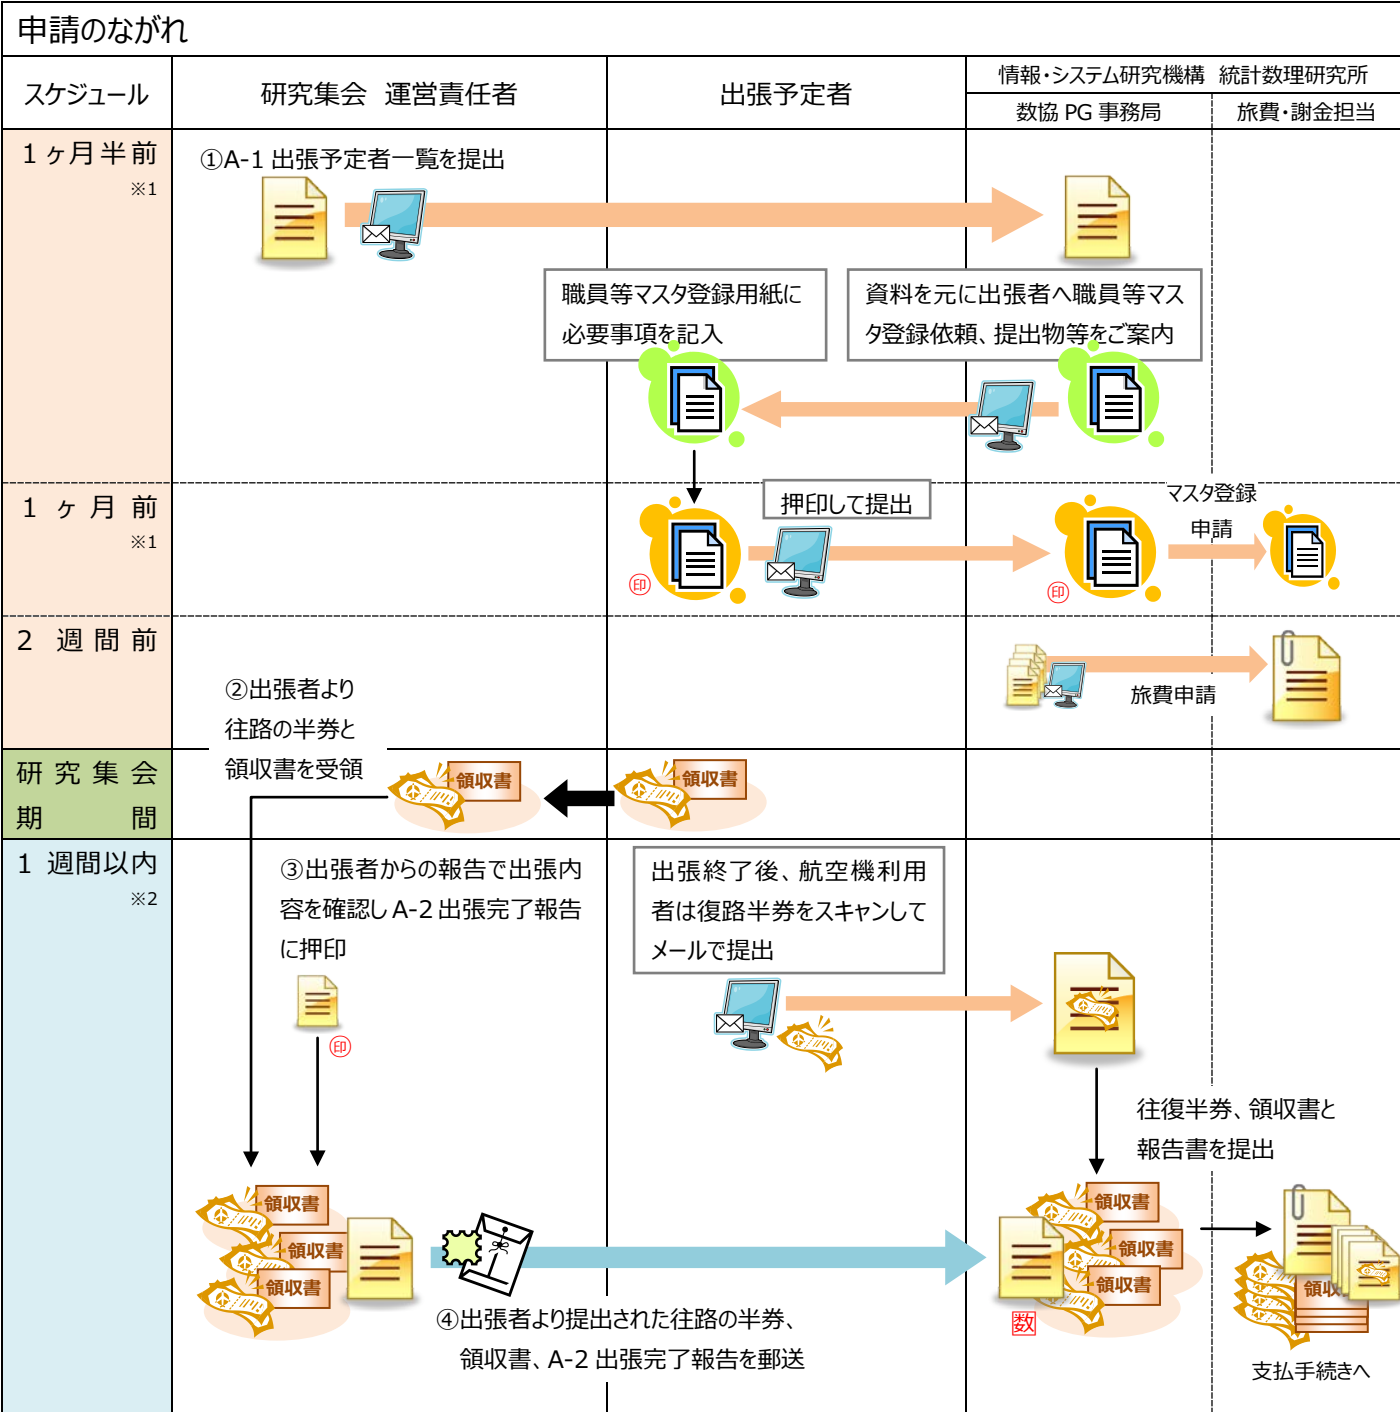 申請のながれ
スケジュール
研究集会 運営責任者
出張予定者
情報・システム研究機構 統計数理研究所
数協 PG 事務局
旅費・謝金担当
1ヶ月半前
※1
①A-1 出張予定者一覧を提出
職員等マスタ登録用紙に
必要事項を記入
資料を元に出張者へ職員等マス
タ登録依頼、提出物等をご案内
1ヶ月前
※1
押印して提出
マスタ登録
申請
印
印
2 週間前
旅費申請
②出張者より
往路の半券と
領収書を受領
研究集会
期間
領収書
領収書
1 週間以内
※2
③出張者からの報告で出張内
容を確認し A-2 出張完了報告
に押印
印
出張終了後、航空機利用
者は復路半券をスキャンして
メールで提出
往復半券、領収書と
報告書を提出
領収書
領収書
領収書
領収書
領収書
領収書
数
領収
④出張者より提出された往路の半券、
領収書、A-2 出張完了報告を郵送
支払手続きへ